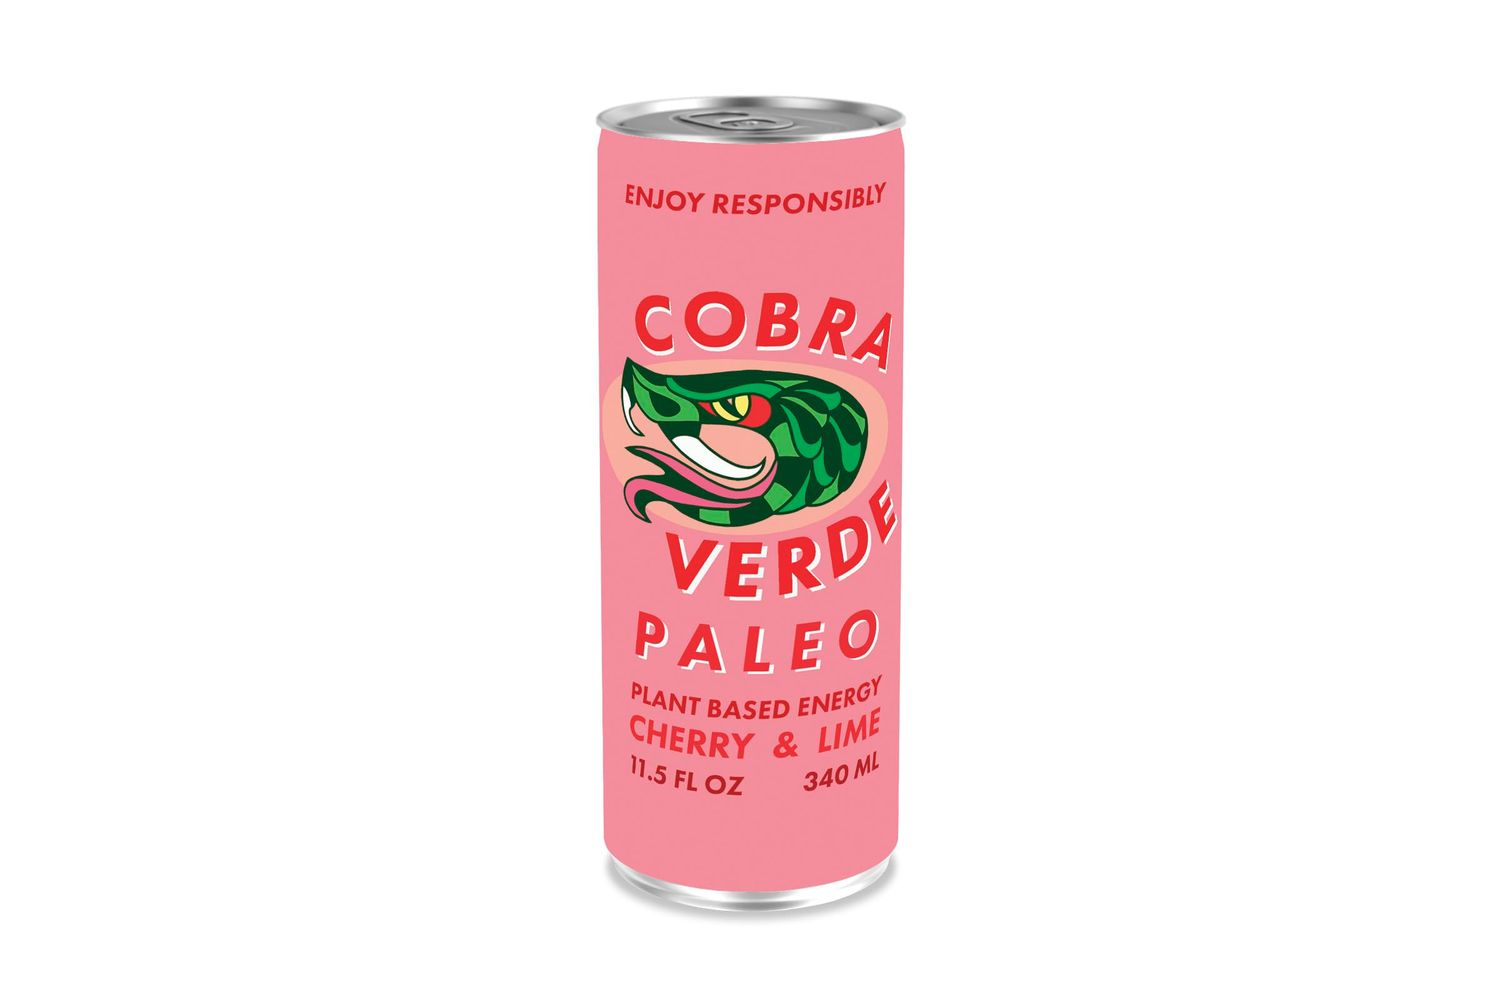 ENJOY RESPONSIBLY
COBRA
VERDE
PALEO
PLANT BASED ENERGY
CHERRY & LIME
11.5 FL OZ 340 ML